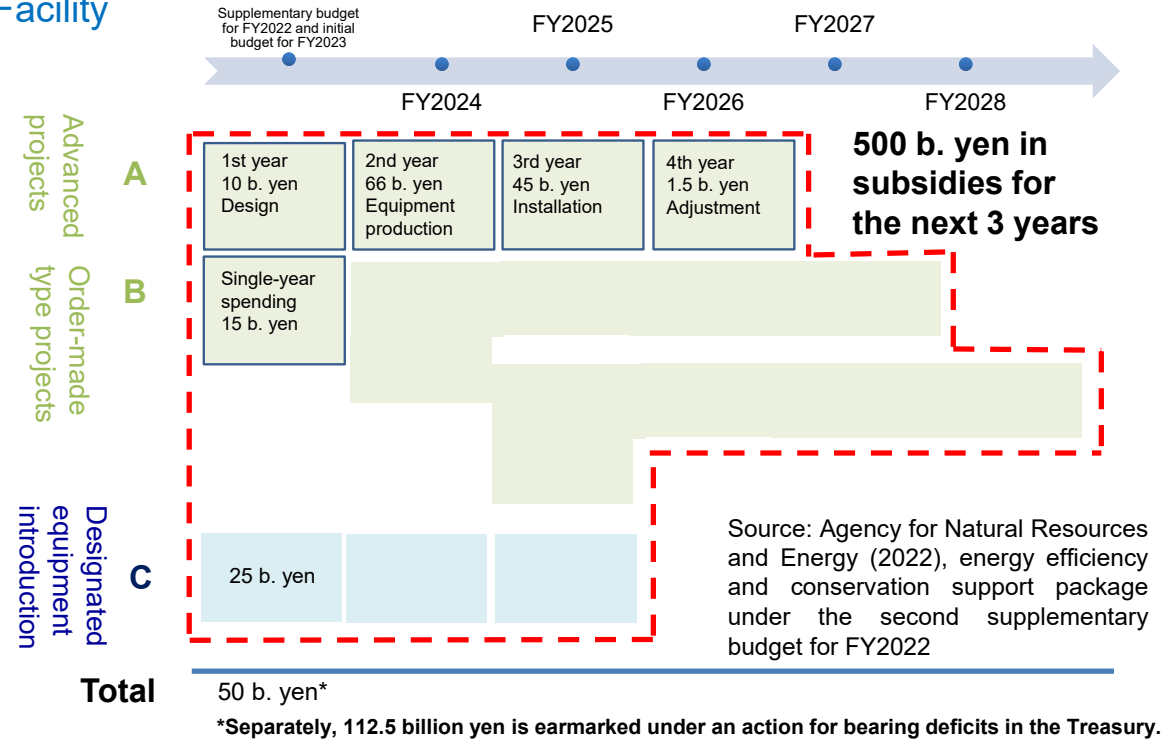 Facility
Supplementary budget
for FY2022 and initial
budget for FY2023
FY2025
FY2027
FY2024
FY2026
FY2028
Advanced
projects
A
1st year
10 b. yen
Design
2nd year
66 b. yen
Equipment
production
3rd year
45 b. yen
Installation
4th year
1.5 b. yen
Adjustment
500 b. yen in
subsidies for
the next 3 years
Order-made
type projects
B
Single-year
spending
15 b. yen
Designated
equipment
introduction
C
25 b. yen
Source: Agency for Natural Resources
and Energy (2022), energy efficiency
and conservation support package
under the second supplementary
budget for FY2022
Total
50 b. yen*
*Separately, 112.5 billion yen is earmarked under an action for bearing deficits in the Treasury.